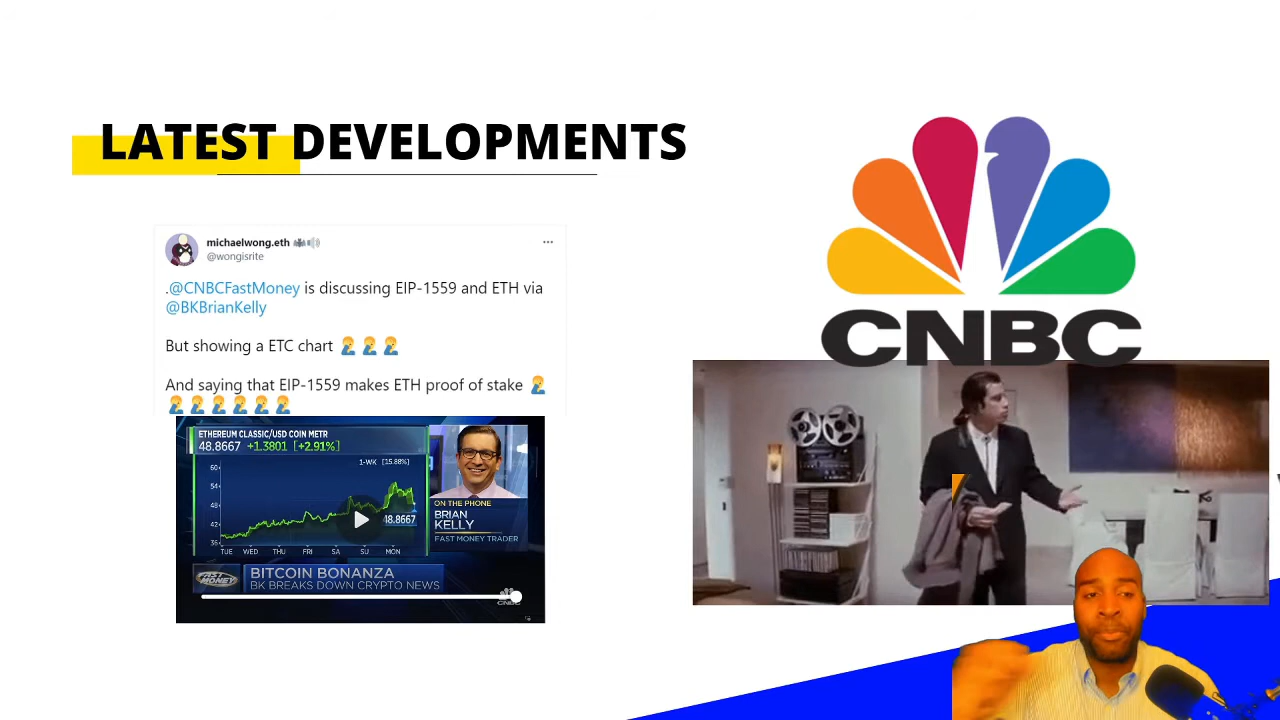 LATEST DEVELOPMENTS
michaelwong.eth 🦇🔊
@wongisrite
.@CNBCFastMoney is discussing EIP-1559 and ETH via
@BKBrianKelly
But showing a ETC chart 🤦‍♂️🤦‍♂️🤦‍♂️
And saying that EIP-1559 makes ETH proof of stake 🤦‍♂️
🤦‍♂️🤦‍♂️🤦‍♂️🤦‍♂️🤦‍♂️🤦‍♂️
ETHEREUM CLASSIC/USD COIN METR
48.8667 +1.3801 [+2.91%]
1-WK [15.88%]
60
54
48
42
36
48.8667
TUE WED THU FRI SA SU MON
ON THE PHONE
BRIAN
KELLY
FAST MONEY TRADER
FAST
MONEY
BITCOIN BONANZA
BK BREAKS DOWN CRYPTO NEWS
CNBC
CNBC